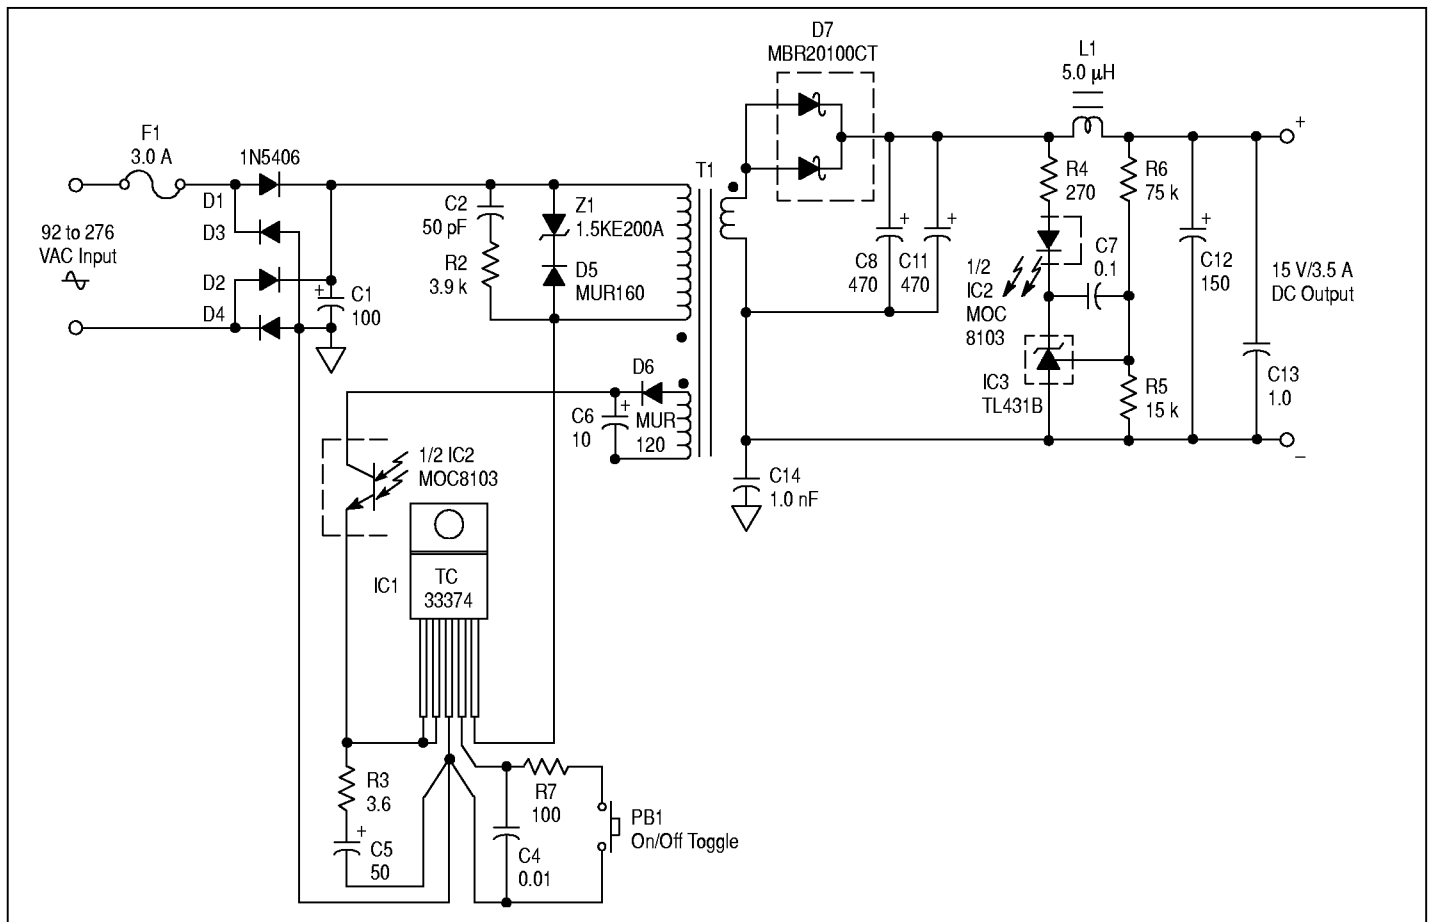 D7
MBR20100CT
L1
5.0 µH
F1
3.0 A
1N5406
D1
D3
D2
D4
92 to 276
VAC Input
+
C1
100
C2
50 pF
R2
3.9 k
Z1
1.5KE200A
D5
MUR160
T1
+
C8
470
+
C11
470
R4
270
R6
75 k
C7
0.1
1/2
IC2
MOC
8103
IC3
TL431B
R5
15 k
+
C12
150
C13
1.0
+
15 V/3.5 A
DC Output
–
D6
MUR
120
+
C6
10
C14
1.0 nF
1/2 IC2
MOC8103
IC1
TC
33374
R3
3.6
+
C5
50
R7
100
C4
0.01
PB1
On/Off Toggle